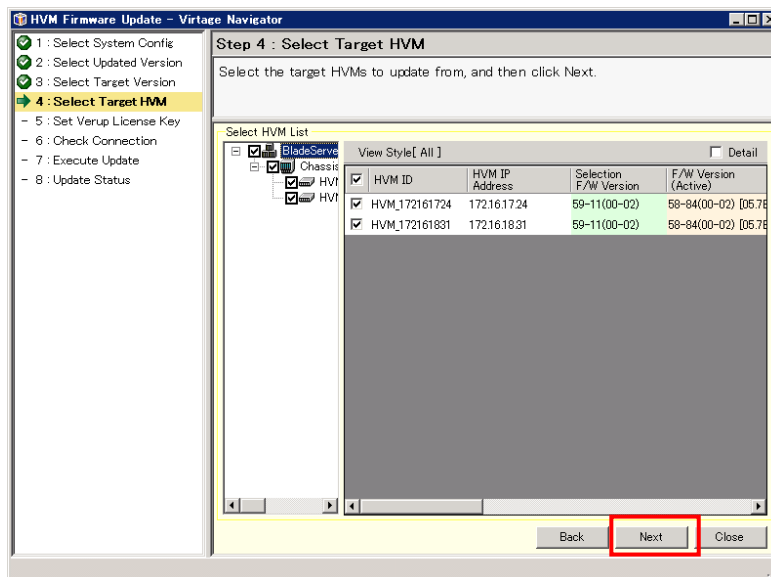 HVM Firmware Update - Virtage Navigator
1 : Select System Config
2 : Select Updated Version
3 : Select Target Version
4 : Select Target HVM
- 5 : Set Verup License Key
- 6 : Check Connection
- 7 : Execute Update
- 8 : Update Status
Step 4 : Select Target HVM
Select the target HVMs to update from, and then click Next.
Select HVM List
BladeServe
Chassis
HVM
HVM
View Style[ All ]
Detail
HVM ID HVM IP Address Selection F/W Version F/W Version (Active)
HVM_172161724 172.16.17.24 59-11(00-02) 58-84(00-02) [05.7E
HVM_172161831 172.16.18.31 59-11(00-02) 58-84(00-02) [05.7E
Back Next Close